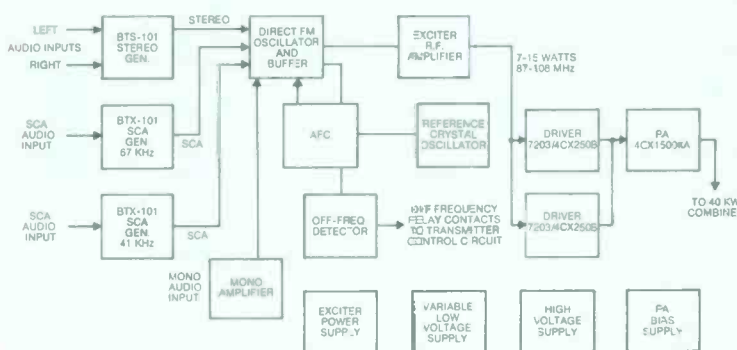 LEFT
AUDIO INPUTS
RIGHT
BTS-101
STEREO
GEN.
STEREO
DIRECT FM
OSCILLATOR
AND
BUFFER
EXCITER
R.F.
AMPLIFIER
7-15 WATTS
87-108 MHz
SCA
AUDIO
INPUT
BTX-101
SCA
GEN
67 KHz
SCA
AFC
REFERENCE
CRYSTAL
OSCILLATOR
DRIVER
7203/4CX250B
PA
TO 40 KW
COMBINE
SCA
AUDIO
INPUT
BTX-101
SCA
GEN.
41 KHz
SCA
OFF-FREQ
DETECTOR
OFF FREQUENCY
RELAY CONTACTS
TO TRANSMITTER
CONTROL CIRCUIT
DRIVER
7203/4CX250B
MONO
AUDIO
INPUT
MONO
AMPLIFIER
EXCITER
POWER
SUPPLY
VARIABLE
LOW
VOLTAGE
SUPPLY
HIGH
VOLTAGE
SUPPLY
PA
BIAS
SUPPLY